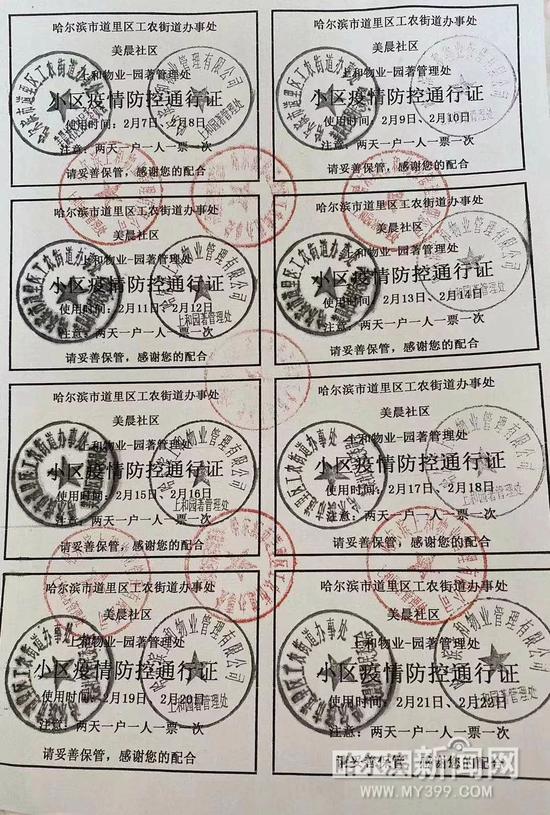 哈尔滨市道里区工农街道办事处
美晨社区
上和物业-园著管理处
小区疫情防控通行证
使用时间：2月7日、2月8日
注意：两天一户一人一票一次
请妥善保管，感谢您的配合
哈尔滨市道里区工农街道办事处
美晨社区
上和物业-园著管理处
小区疫情防控通行证
使用时间：2月9日、2月10日
注意：两天一户一人一票一次
请妥善保管，感谢您的配合
哈尔滨市道里区工农街道办事处
美晨社区
上和物业-园著管理处
小区疫情防控通行证
使用时间：2月11日、2月12日
注意：两天一户一人一票一次
请妥善保管，感谢您的配合
哈尔滨市道里区工农街道办事处
美晨社区
上和物业-园著管理处
小区疫情防控通行证
使用时间：2月13日、2月14日
注意：两天一户一人一票一次
请妥善保管，感谢您的配合
哈尔滨市道里区工农街道办事处
美晨社区
上和物业-园著管理处
小区疫情防控通行证
使用时间：2月15日、2月16日
注意：两天一户一人一票一次
请妥善保管，感谢您的配合
哈尔滨市道里区工农街道办事处
美晨社区
上和物业-园著管理处
小区疫情防控通行证
使用时间：2月17日、2月18日
注意：两天一户一人一票一次
请妥善保管，感谢您的配合
哈尔滨市道里区工农街道办事处
美晨社区
上和物业-园著管理处
小区疫情防控通行证
使用时间：2月19日、2月20日
注意：两天一户一人一票一次
请妥善保管，感谢您的配合
哈尔滨市道里区工农街道办事处
美晨社区
上和物业-园著管理处
小区疫情防控通行证
使用时间：2月21日、2月22日
注意：两天一户一人一票一次
请妥善保管，感谢您的配合
哈尔滨新闻网
WWW.MY399.COM